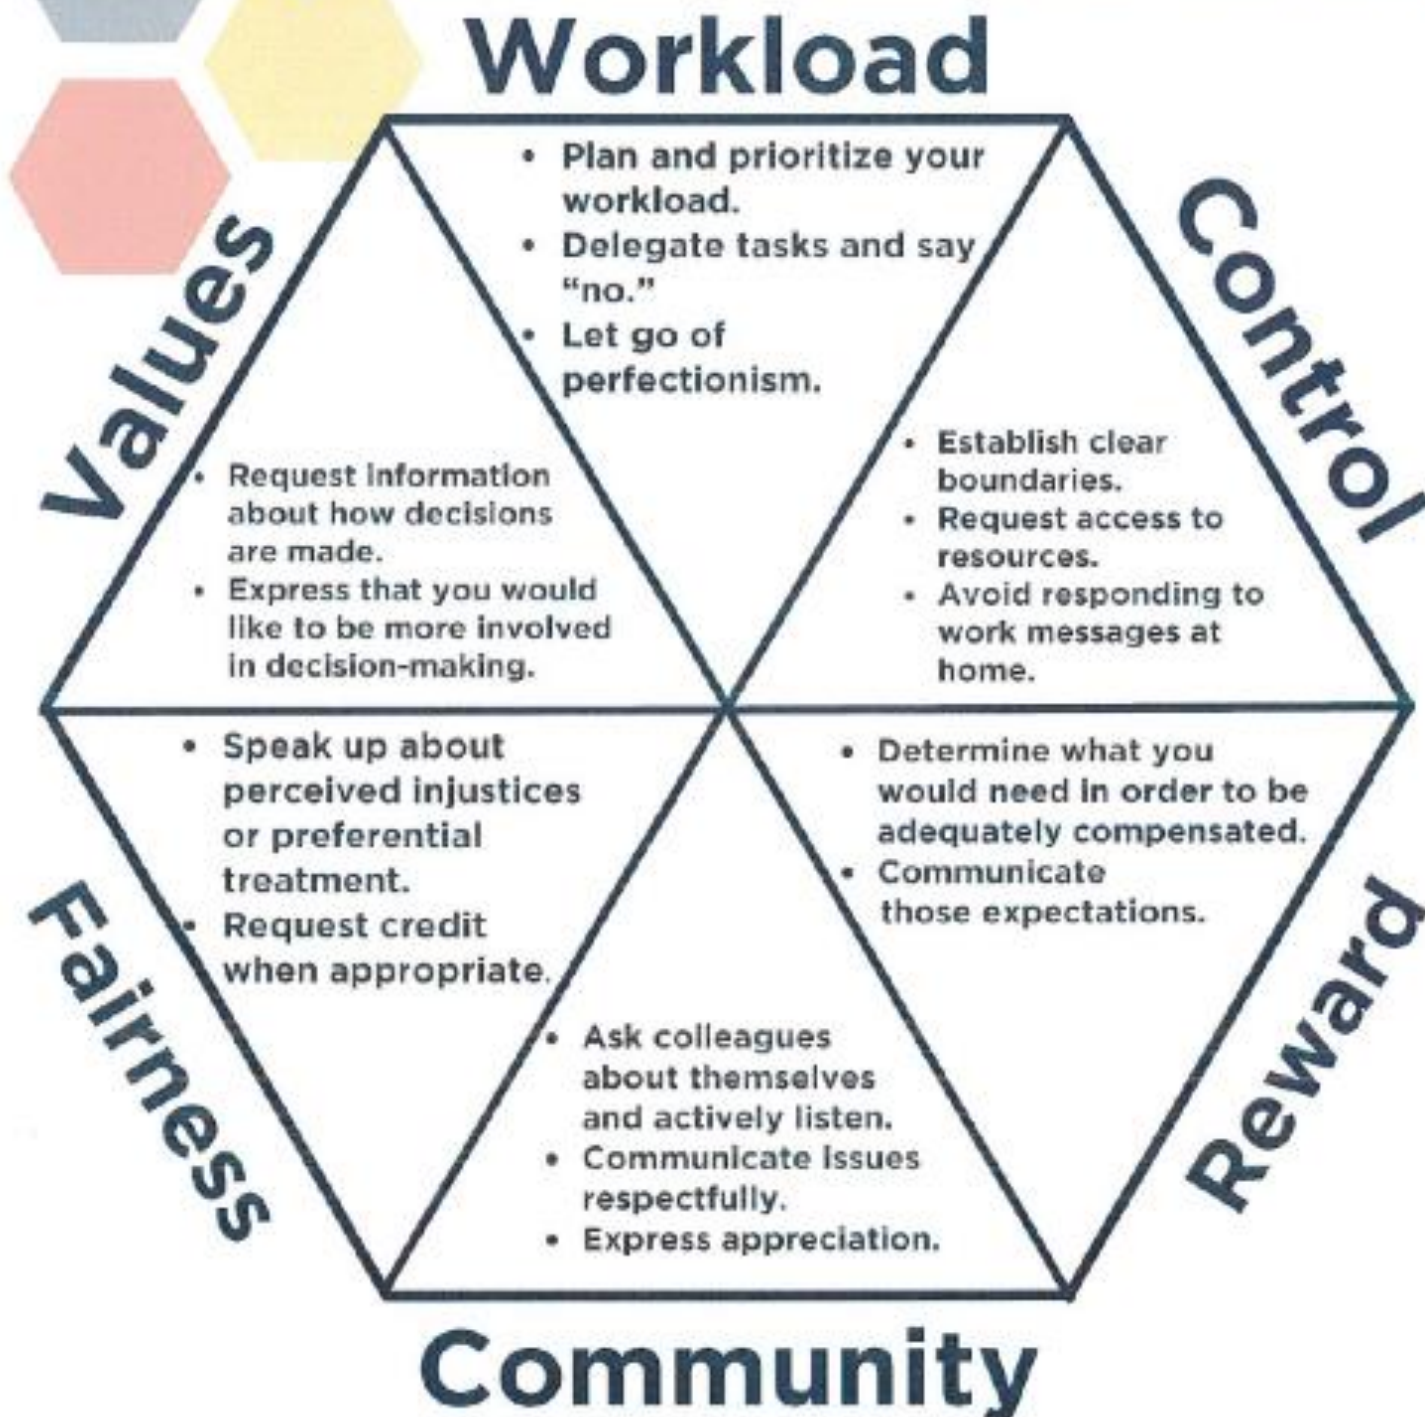 Workload
• Plan and prioritize your
workload.
• Delegate tasks and say
“no.”
• Let go of
perfectionism.
Control
• Establish clear
boundaries.
• Request access to
resources.
• Avoid responding to
work messages at
home.
Reward
• Determine what you
would need in order to be
adequately compensated.
• Communicate
those expectations.
Community
• Ask colleagues
about themselves
and actively listen.
• Communicate issues
respectfully.
• Express appreciation.
Fairness
• Speak up about
perceived injustices
or preferential
treatment.
• Request credit
when appropriate.
Values
• Request information
about how decisions
are made.
• Express that you would
like to be more involved
in decision-making.